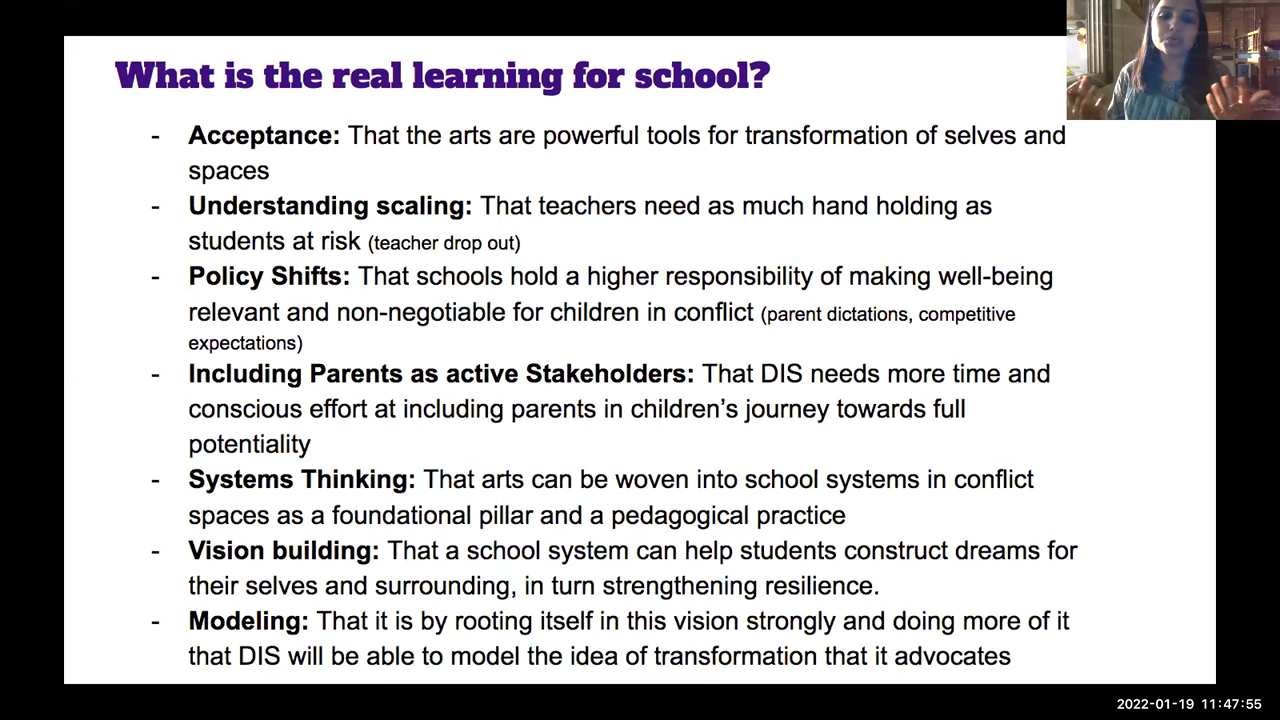 What is the real learning for school?
- Acceptance: That the arts are powerful tools for transformation of selves and
spaces
- Understanding scaling: That teachers need as much hand holding as
students at risk (teacher drop out)
- Policy Shifts: That schools hold a higher responsibility of making well-being
relevant and non-negotiable for children in conflict (parent dictations, competitive
expectations)
- Including Parents as active Stakeholders: That DIS needs more time and
conscious effort at including parents in children’s journey towards full
potentiality
- Systems Thinking: That arts can be woven into school systems in conflict
spaces as a foundational pillar and a pedagogical practice
- Vision building: That a school system can help students construct dreams for
their selves and surrounding, in turn strengthening resilience.
- Modeling: That it is by rooting itself in this vision strongly and doing more of it
that DIS will be able to model the idea of transformation that it advocates
2022-01-19 11:47:55